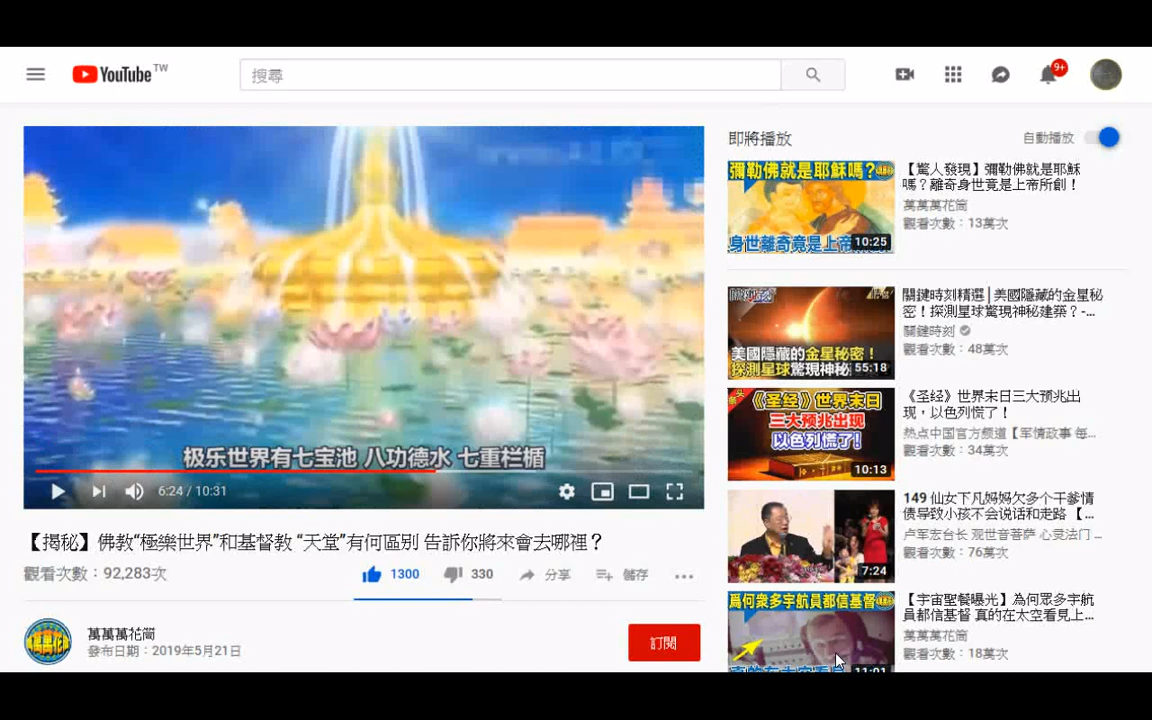 YouTube TW
搜尋
9+
极乐世界有七宝池 八功德水 七重栏楯
6:24 / 10:31
【揭秘】佛教“極樂世界”和基督教 “天堂”有何區別 告訴你將來會去哪裡？
觀看次數：92,283次
1300
330
分享
儲存
萬萬萬花筒
發布日期：2019年5月21日
訂閱
即將播放
自動播放
彌勒佛就是耶穌嗎？
身世離奇竟是上帝
10:25
【驚人發現】彌勒佛就是耶穌
嗎？離奇身世竟是上帝所創！
萬萬萬花筒
觀看次數：13萬次
美國隱藏的金星秘密！
探測星球驚現神秘
55:18
關鍵時刻精選│美國隱藏的金星秘
密！探測星球驚現神秘建築？-...
關鍵時刻
觀看次數：48萬次
《圣经》世界末日
三大预兆出现
以色列慌了!
10:13
《圣经》世界末日三大预兆出
现，以色列慌了！
热点中国官方频道【军情政事 每...
觀看次數：34萬次
7:24
149 仙女下凡妈妈欠多个干爹情
债导致小孩不会说话和走路 【...
卢军宏台长 观世音菩萨 心灵法门 ...
觀看次數：76萬次
爲何衆多宇航員都信基督
11:01
【宇宙聖餐曝光】為何眾多宇航
員都信基督 真的在太空看見上...
萬萬萬花筒
觀看次數：18萬次